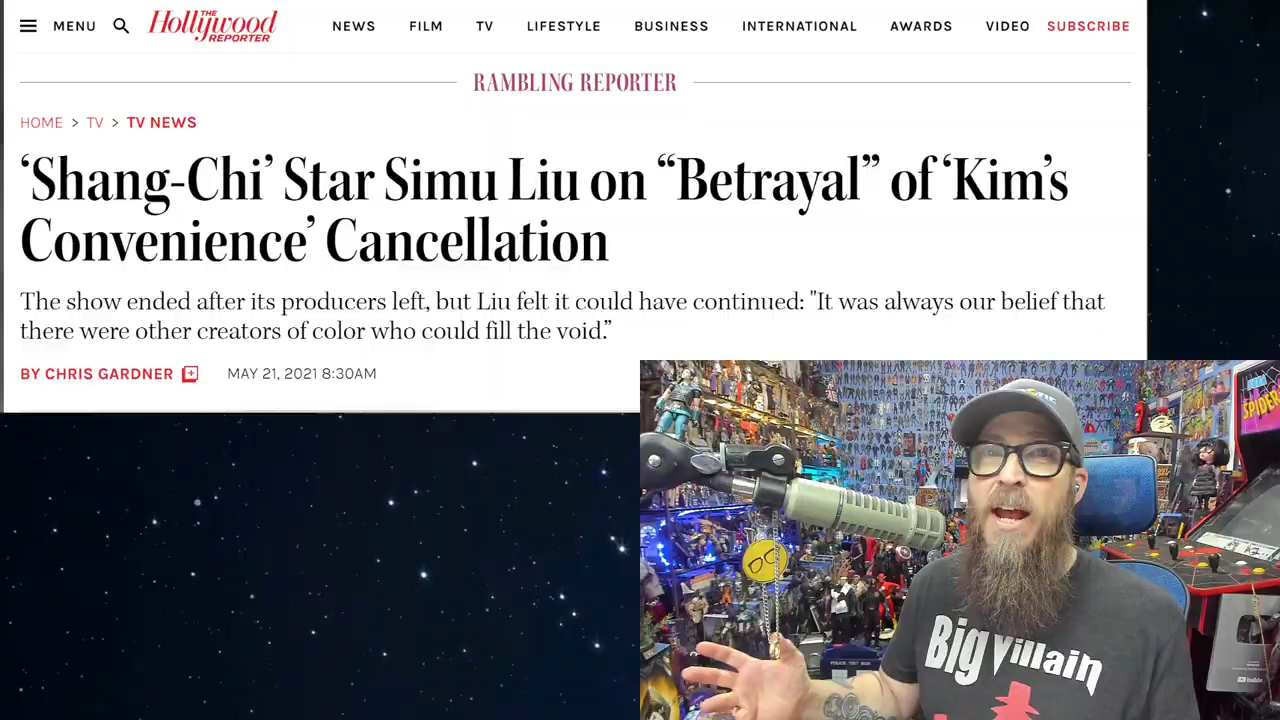 MENU
THE
Hollywood
REPORTER
NEWS
FILM
TV
LIFESTYLE
BUSINESS
INTERNATIONAL
AWARDS
VIDEO
SUBSCRIBE
RAMBLING REPORTER
HOME > TV > TV NEWS
‘Shang-Chi’ Star Simu Liu on “Betrayal” of ‘Kim’s
Convenience’ Cancellation
The show ended after its producers left, but Liu felt it could have continued: "It was always our belief that
there were other creators of color who could fill the void.”
BY CHRIS GARDNER
MAY 21, 2021 8:30AM
SPIDER
Big Villain
YouTube